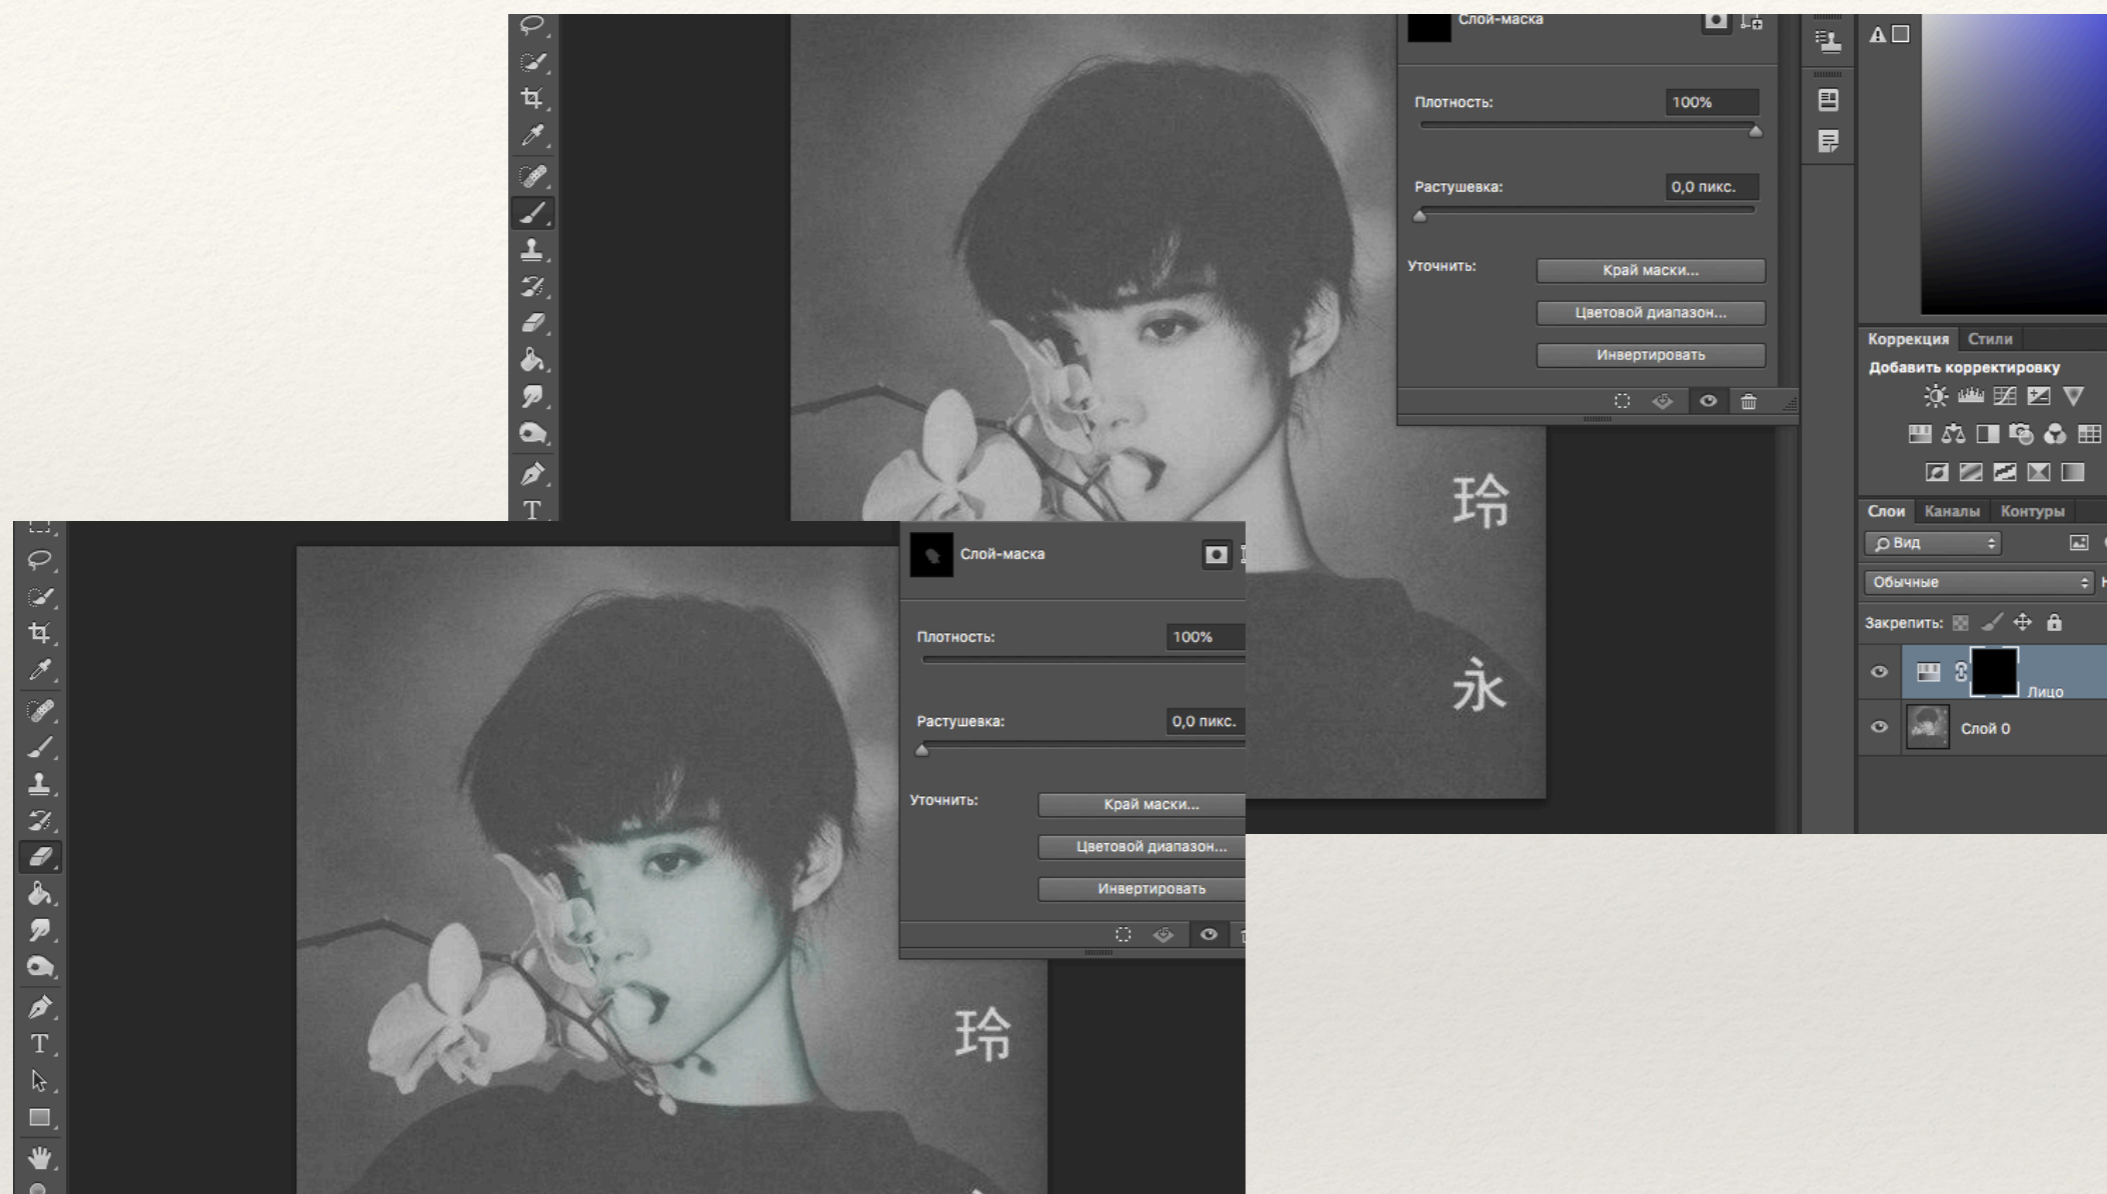 Слой-маска
Плотность:
100%
Растушевка:
0,0 пикс.
Уточнить:
Край маски...
Цветовой диапазон...
Инвертировать
玲
永
Коррекция
Стили
Добавить корректировку
Слои
Каналы
Контуры
Вид
Обычные
Закрепить:
Лицо
Слой 0
Слой-маска
Плотность:
100%
Растушевка:
0,0 пикс.
Уточнить:
Край маски...
Цветовой диапазон...
Инвертировать
玲